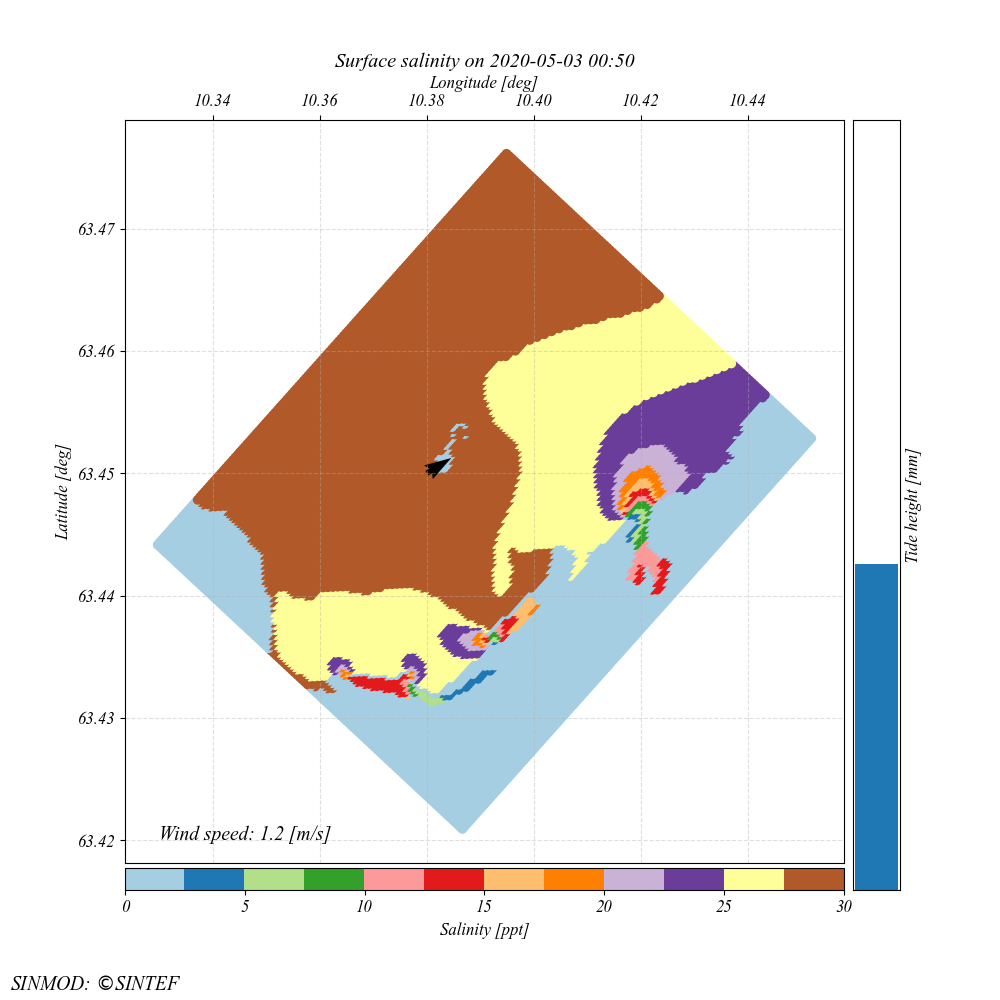 Surface salinity on 2020-05-03 00:50
Longitude [deg]
10.34 10.36 10.38 10.40 10.42 10.44
63.47
63.46
63.45
63.44
63.43
63.42
Latitude [deg]
Tide height [mm]
Wind speed: 1.2 [m/s]
0 5 10 15 20 25 30
Salinity [ppt]
SINMOD: ©SINTEF